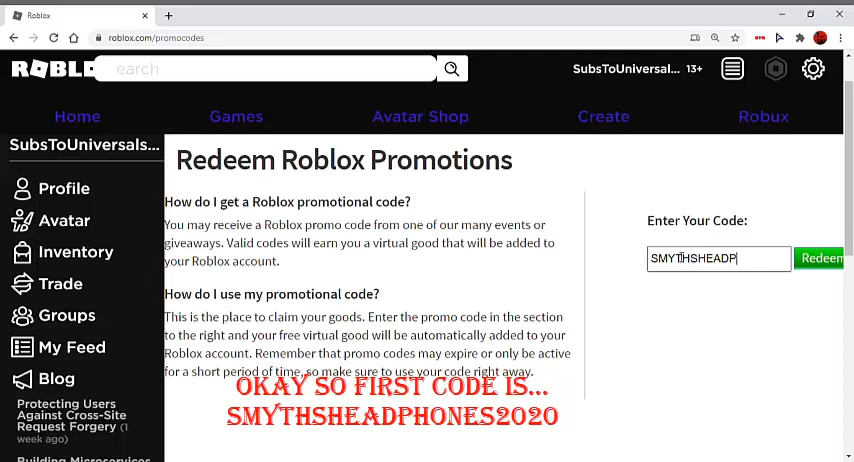 Roblox
roblox.com/promocodes
ROBL
earch
SubsToUniversal... 13+
Home Games Avatar Shop Create Robux
SubsToUniversals...
Redeem Roblox Promotions
Profile
Avatar
Inventory
Trade
Groups
My Feed
Blog
Protecting Users
Against Cross-Site
Request Forgery (1
week ago)
Building Microservices
How do I get a Roblox promotional code?
You may receive a Roblox promo code from one of our many events or
giveaways. Valid codes will earn you a virtual good that will be added to
your Roblox account.
How do I use my promotional code?
This is the place to claim your goods. Enter the promo code in the section
to the right and your free virtual good will be automatically added to your
Roblox account. Remember that promo codes may expire or only be active
for a short period of time, so make sure to use your code right away.
Enter Your Code:
SMYTHSHEADP
Redeem
OKAY SO FIRST CODE IS...
SMYTHSHEADPHONES2020